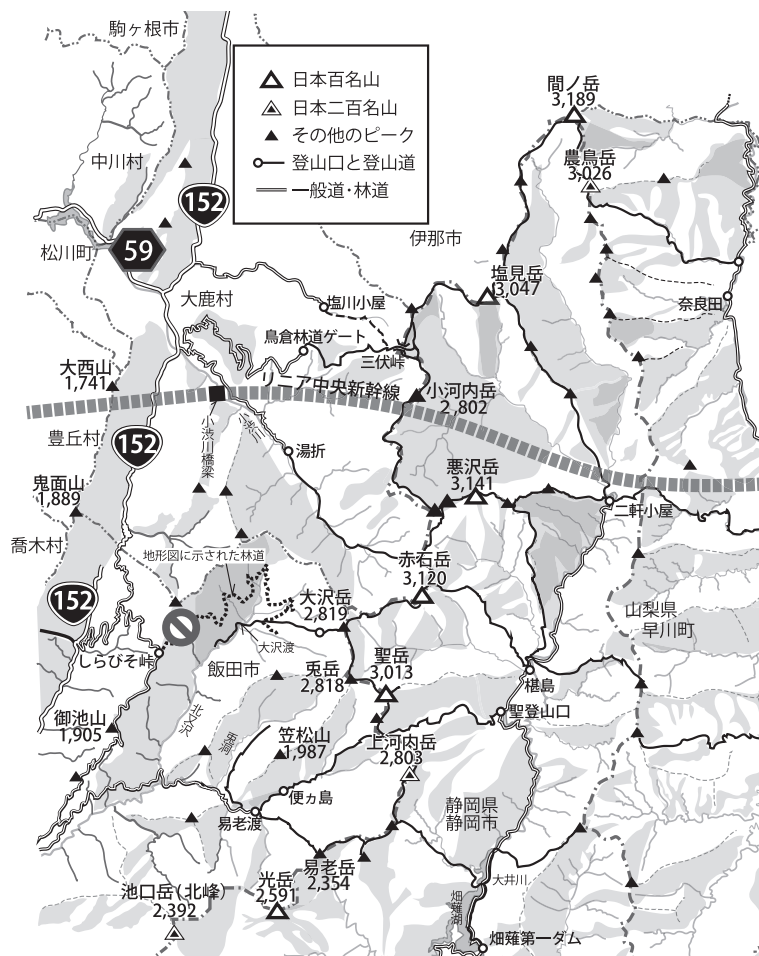 駒ヶ根市
日本百名山
日本二百名山
その他のピーク
登山口と登山道
一般道・林道
間ノ岳
3,189
農鳥岳
3,026
中川村
152
59
松川町
伊那市
大鹿村
塩見岳
3,047
塩川小屋
奈良田
鳥倉林道ゲート
三伏峠
大西山
1,741
リニア中央新幹線
小河内岳
2,802
小渋川
小渋川橋梁
豊丘村
152
湯折
鬼面山
1,889
悪沢岳
3,141
二軒小屋
喬木村
地形図に示された林道
赤石岳
3,120
152
大沢岳
2,819
山梨県
早川町
大沢渡
しらびそ峠
飯田市
兎岳
2,818
聖岳
3,013
椹島
聖登山口
御池山
1,905
北又沢
笠松山
1,987
上河内岳
2,803
便ヶ島
易老渡
静岡県
静岡市
易老岳
2,354
大井川
池口岳(北峰)
2,392
光岳
2,591
畑薙湖
畑薙第一ダム